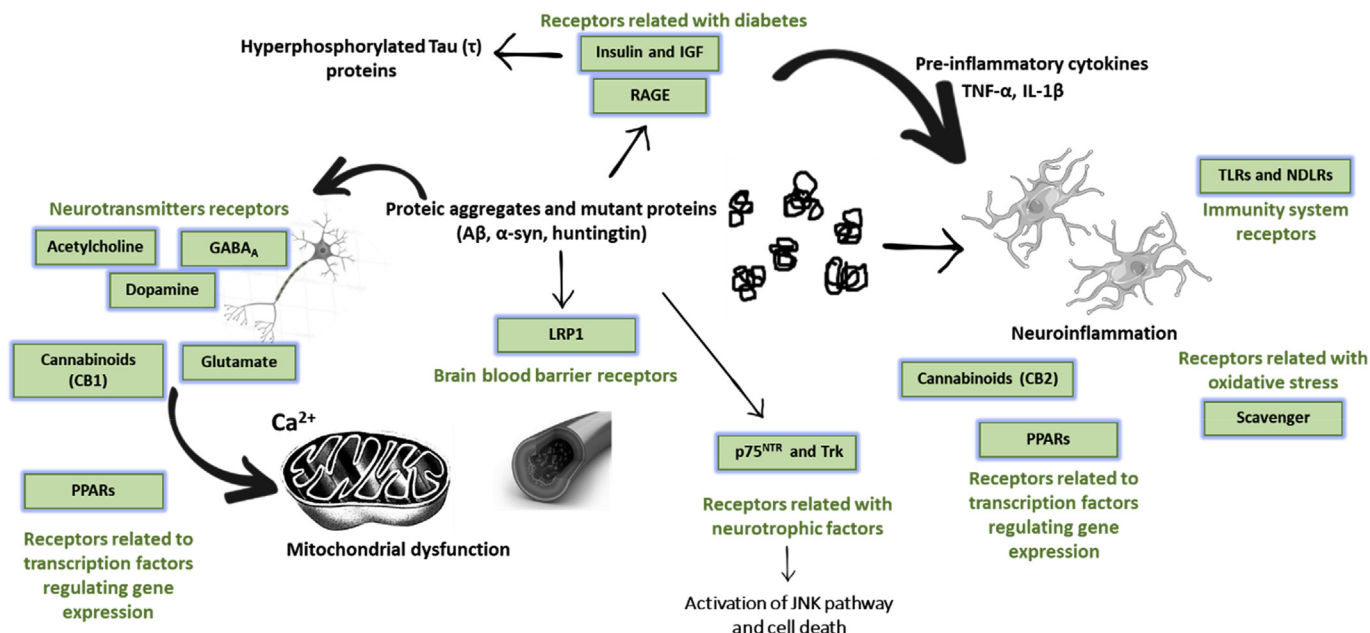 Receptors related with diabetes
Insulin and IGF
RAGE
Hyperphosphorylated Tau (τ)
proteins
Pre-inflammatory cytokines
TNF-α, IL-1β
TLRs and NDLRs
Immunity system
receptors
Neurotransmitters receptors
Acetylcholine
GABA_A
Dopamine
Cannabinoids
(CB1)
Glutamate
Proteic aggregates and mutant proteins
(Aβ, α-syn, huntingtin)
LRP1
Brain blood barrier receptors
Neuroinflammation
Cannabinoids (CB2)
Receptors related with
oxidative stress
Scavenger
PPARs
Receptors related to
transcription factors
regulating gene
expression
Ca²⁺
Mitochondrial dysfunction
PPARs
Receptors related to
transcription factors
regulating gene
expression
p75ᴺᵀᴿ and Trk
Receptors related with
neurotrophic factors
Activation of JNK pathway
and cell death